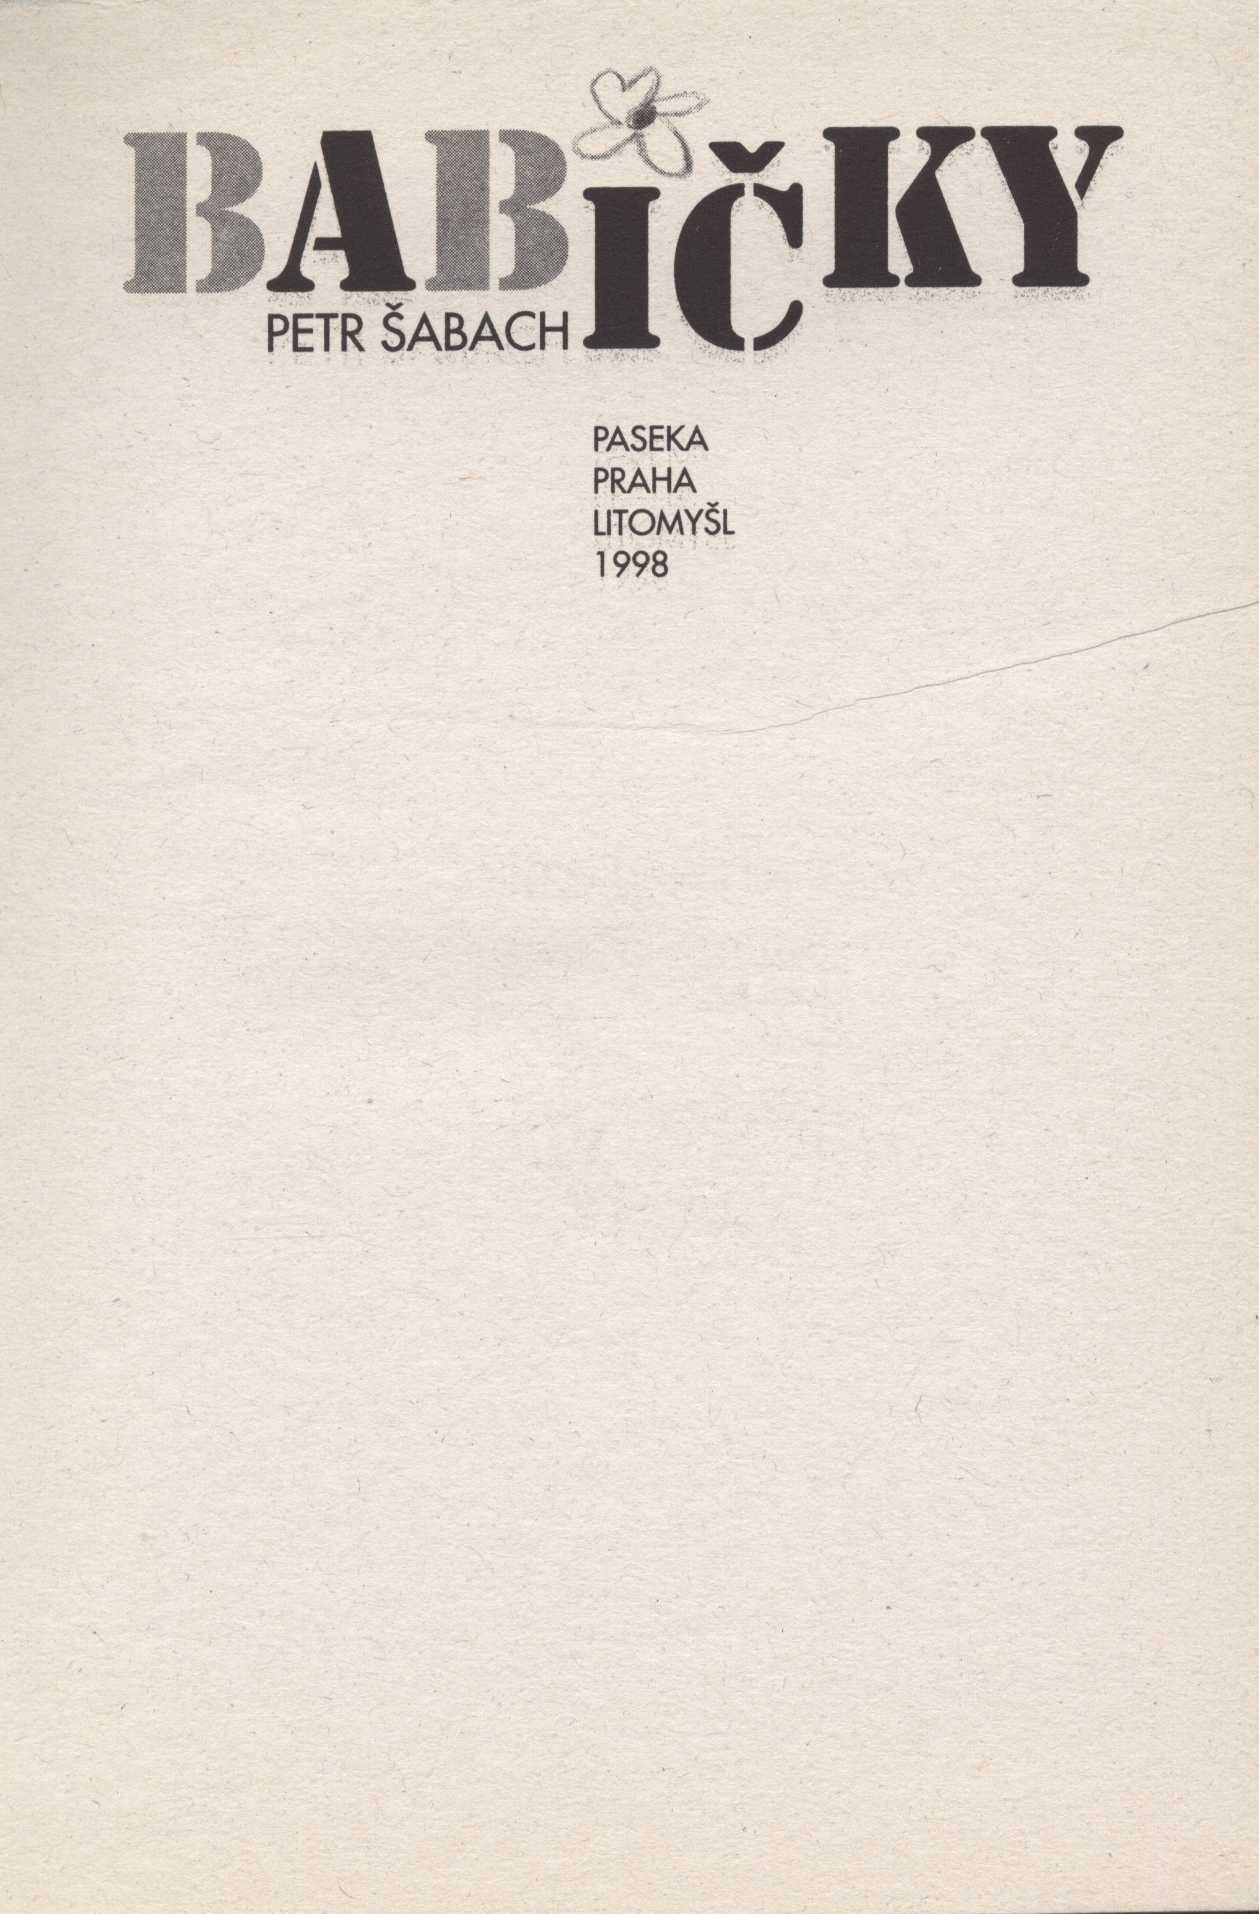 BABIČKY
PETR ŠABACH
PASEKA
PRAHA
LITOMYŠL
1998